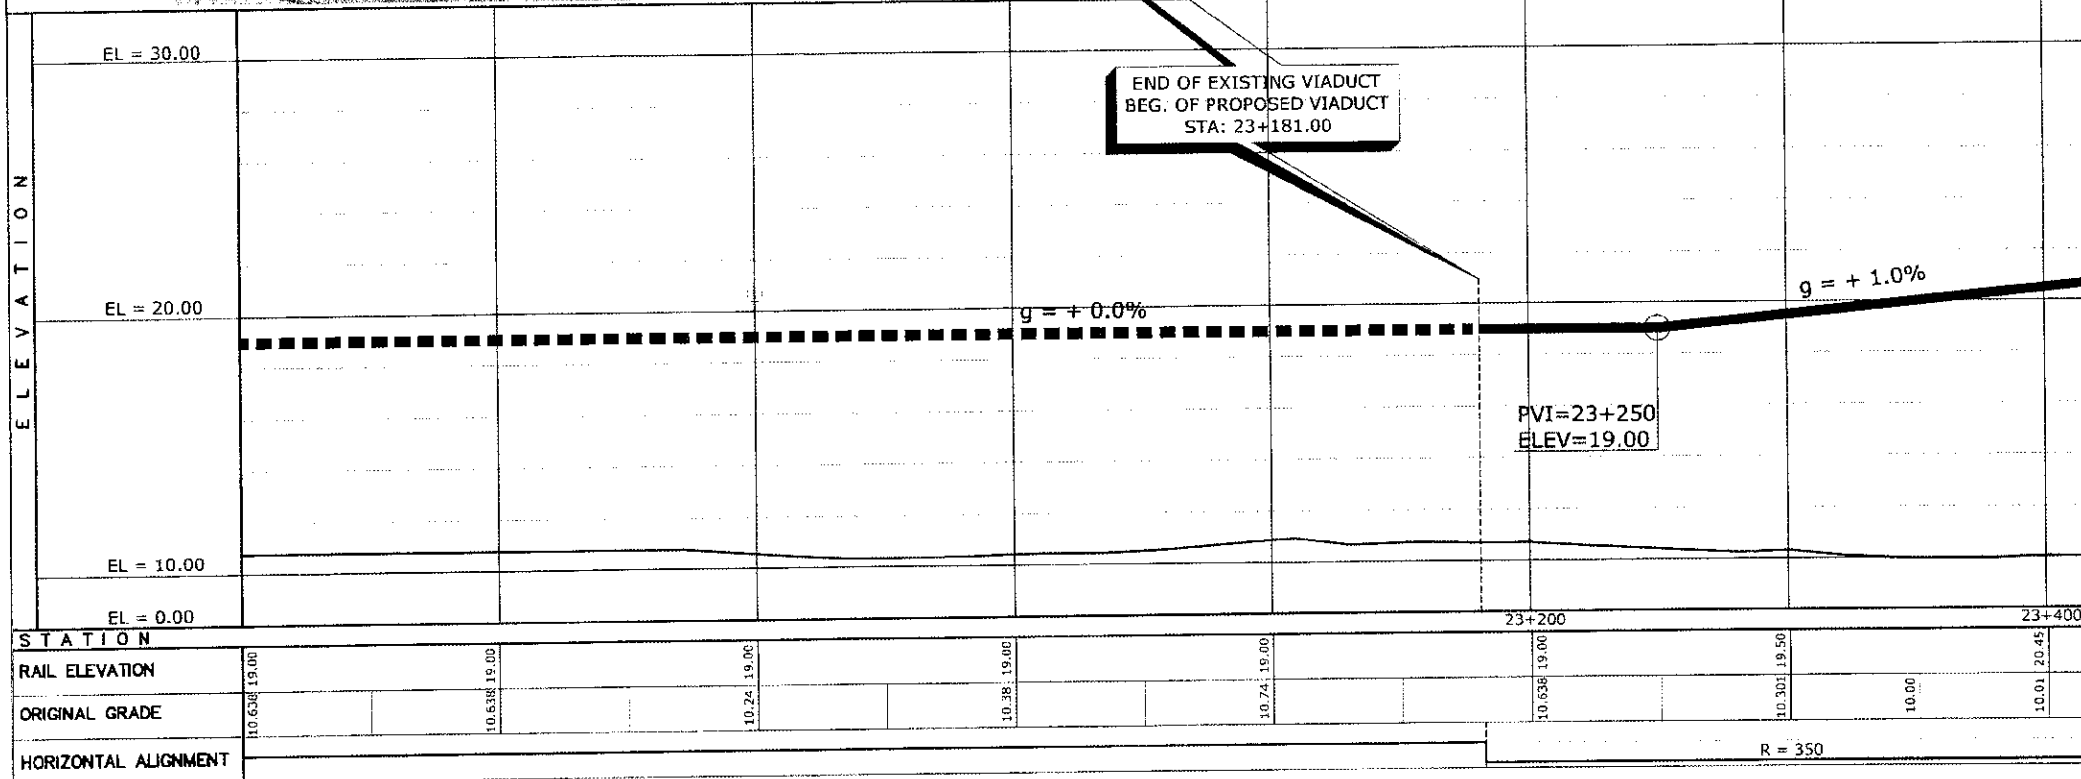 EL = 30.00
END OF EXISTING VIADUCT
BEG. OF PROPOSED VIADUCT
STA: 23+181.00
ELEVATION
EL = 20.00
g = + 0.0%
g = + 1.0%
PVI=23+250
ELEV=19.00
EL = 10.00
EL = 0.00
STATION
23+200
23+400
RAIL ELEVATION
19.00
19.00
19.00
19.00
19.00
19.00
19.50
20.45
ORIGINAL GRADE
10.638
10.638
10.24
10.38
10.74
10.638
10.301
10.00
10.01
HORIZONTAL ALIGNMENT
R = 350